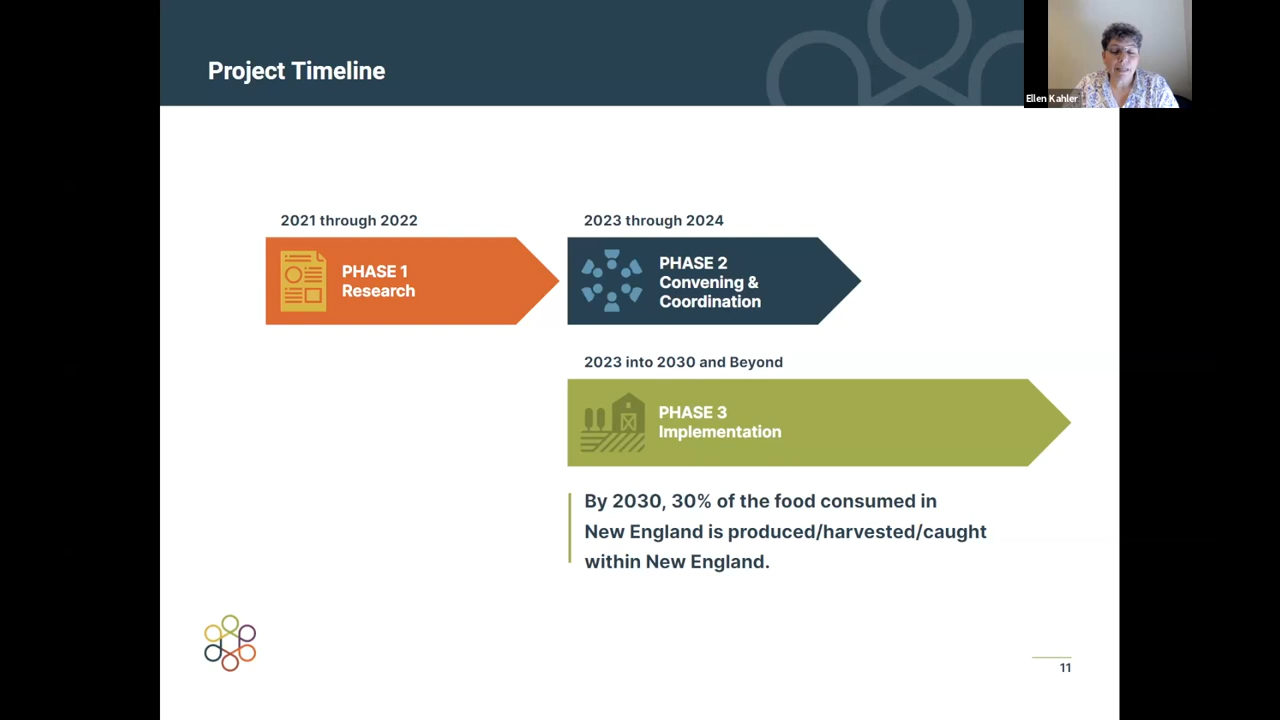 Project Timeline
Ellen Kahler
2021 through 2022
PHASE 1
Research
2023 through 2024
PHASE 2
Convening &
Coordination
2023 into 2030 and Beyond
PHASE 3
Implementation
By 2030, 30% of the food consumed in
New England is produced/harvested/caught
within New England.
11